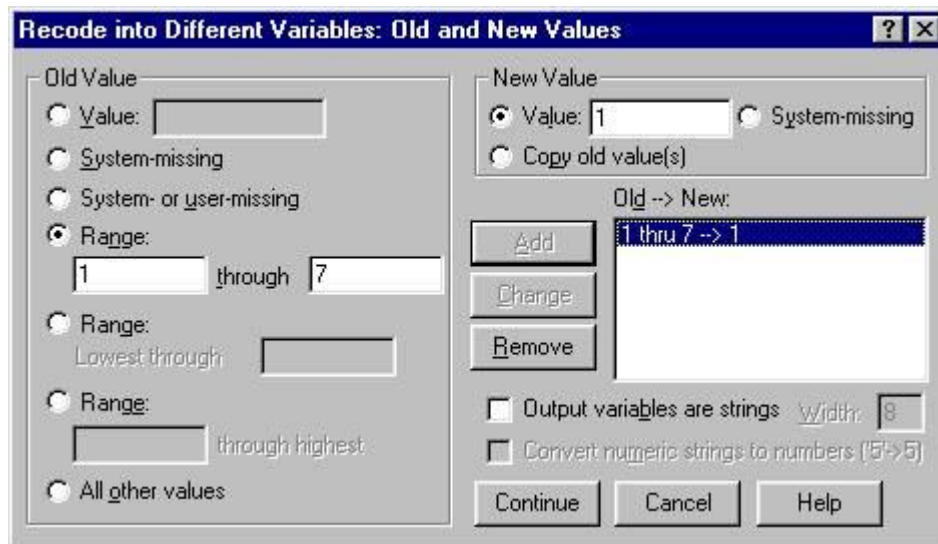 Recode into Different Variables: Old and New Values
Old Value
Value:
System-missing
System- or user-missing
Range:
1 through 7
Range:
Lowest through
Range:
through highest
All other values
New Value
Value: 1 System-missing
Copy old value(s)
Old --> New:
1 thru 7 --> 1
Add
Change
Remove
Output variables are strings Width: 8
Convert numeric strings to numbers ('5'->5)
Continue Cancel Help